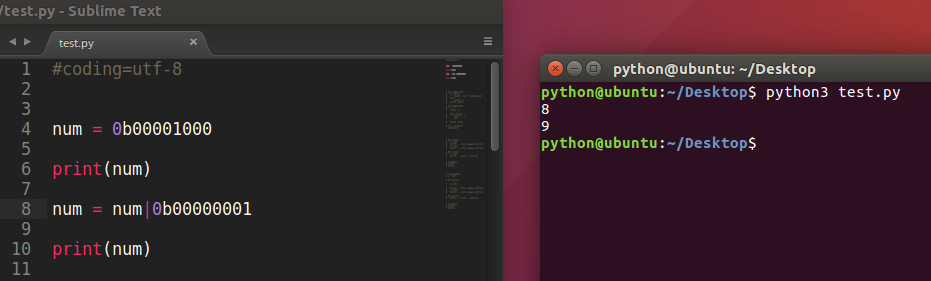 /test.py - Sublime Text
test.py ×
1 #coding=utf-8
2
3
4 num = 0b00001000
5
6 print(num)
7
8 num = num|0b00000001
9
10 print(num)
11
python@ubuntu: ~/Desktop
python@ubuntu:~/Desktop$ python3 test.py
8
9
python@ubuntu:~/Desktop$